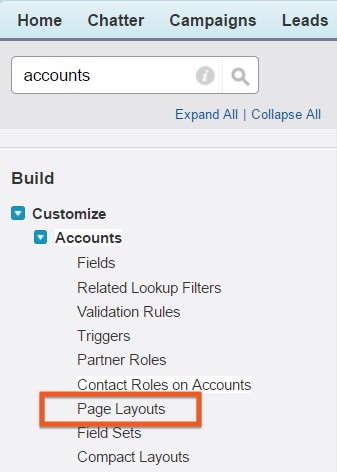 Home Chatter Campaigns Leads
accounts
Expand All | Collapse All
Build
Customize
Accounts
Fields
Related Lookup Filters
Validation Rules
Triggers
Partner Roles
Contact Roles on Accounts
Page Layouts
Field Sets
Compact Layouts